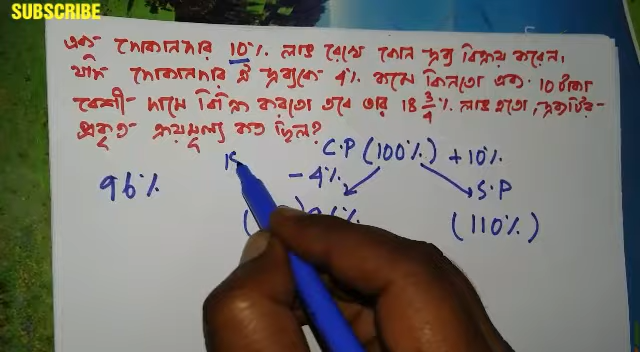 SUBSCRIBE
এক দোকানদার 10% লাভ রেখে কোন দ্রব্য বিক্রয় করেন।
যদি দোকানদার ঐ দ্রব্যকে 4% কমে কিনতো এবং 10 টাকা
বেশী দামে বিক্রি করতো তবে তার 18 3/4 % লাভ হতো, দ্রব্যটির
প্রকৃত ক্রয়মূল্য কত ছিল?
C.P (100%) + 10%
96% - 4% S.P
(110%)